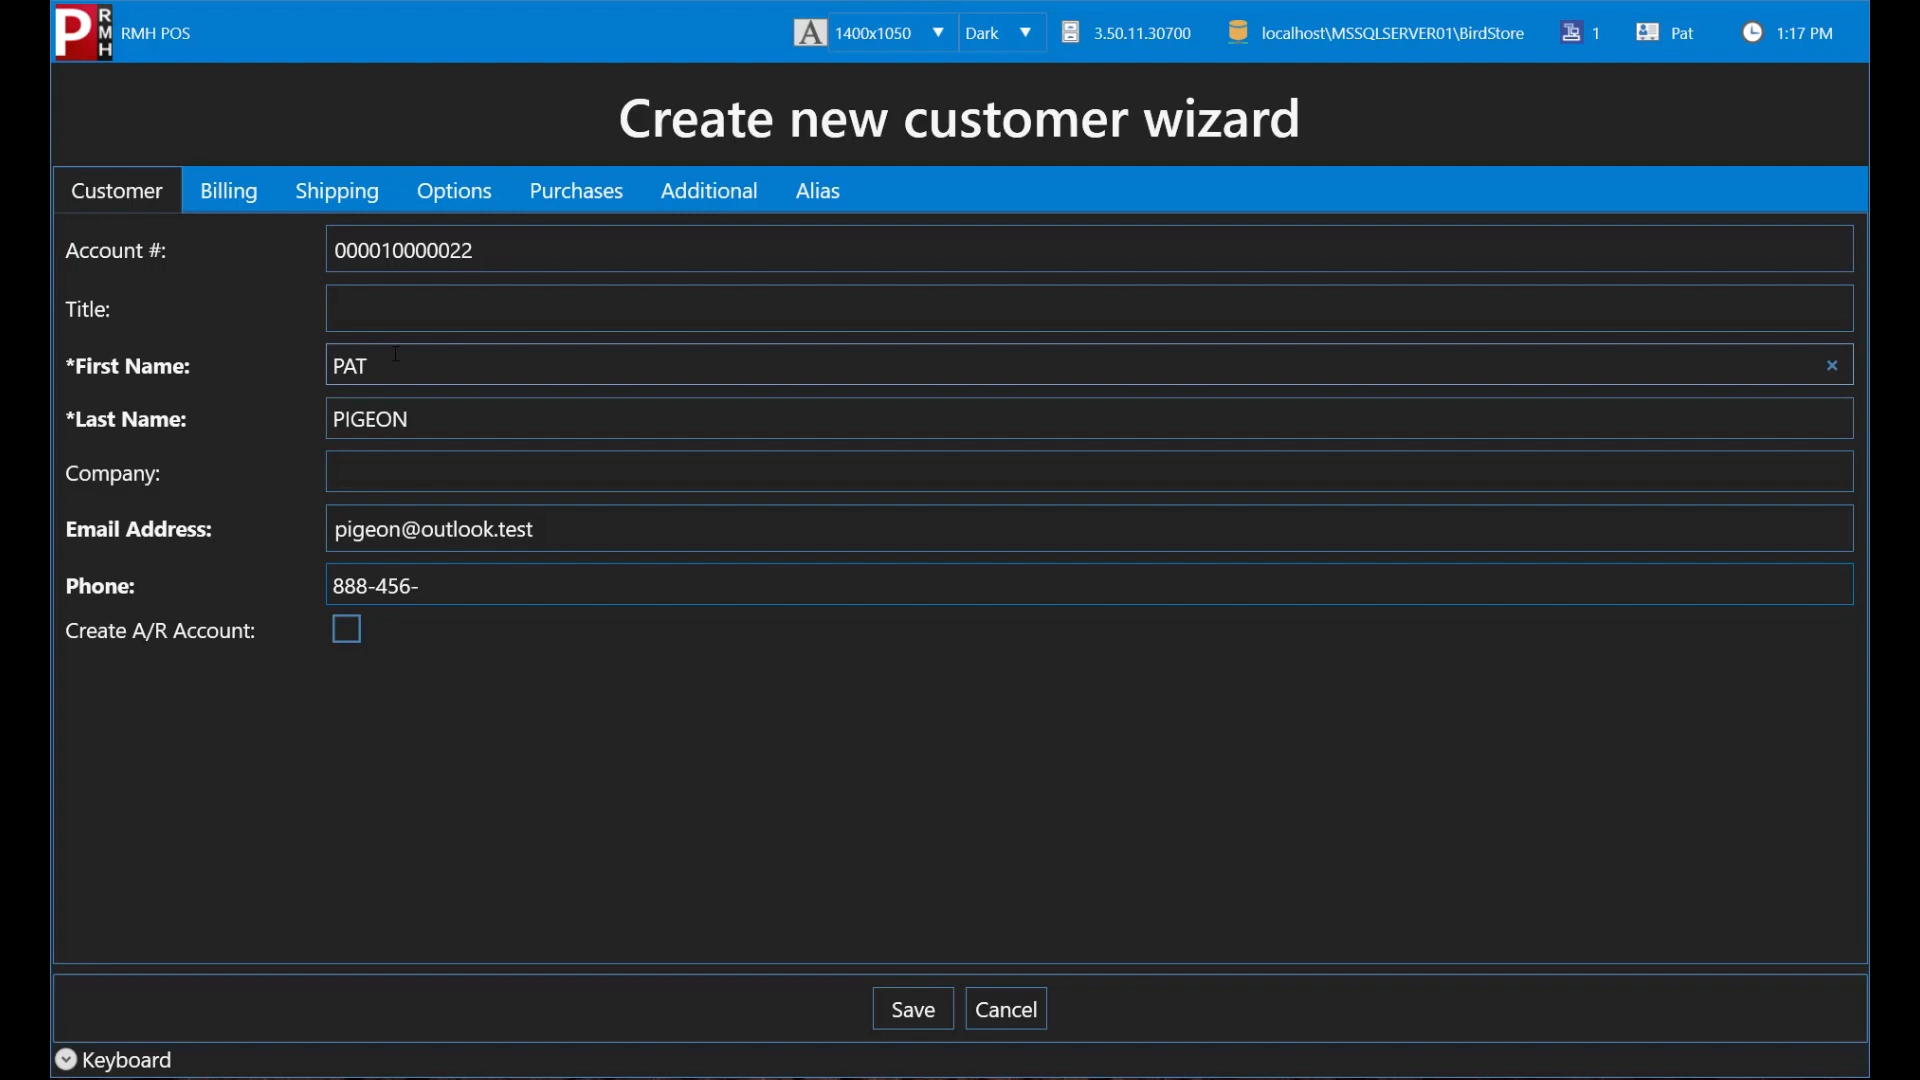 P RMH RMH POS A 1400x1050 Dark 3.50.11.30700 localhost\MSSQLSERVER01\BirdStore 1 Pat 1:17 PM
Create new customer wizard
Customer Billing Shipping Options Purchases Additional Alias
Account #: 000010000022
Title:
*First Name: PAT ×
*Last Name: PIGEON
Company:
Email Address: pigeon@outlook.test
Phone: 888-456-
Create A/R Account:
Save Cancel
Keyboard